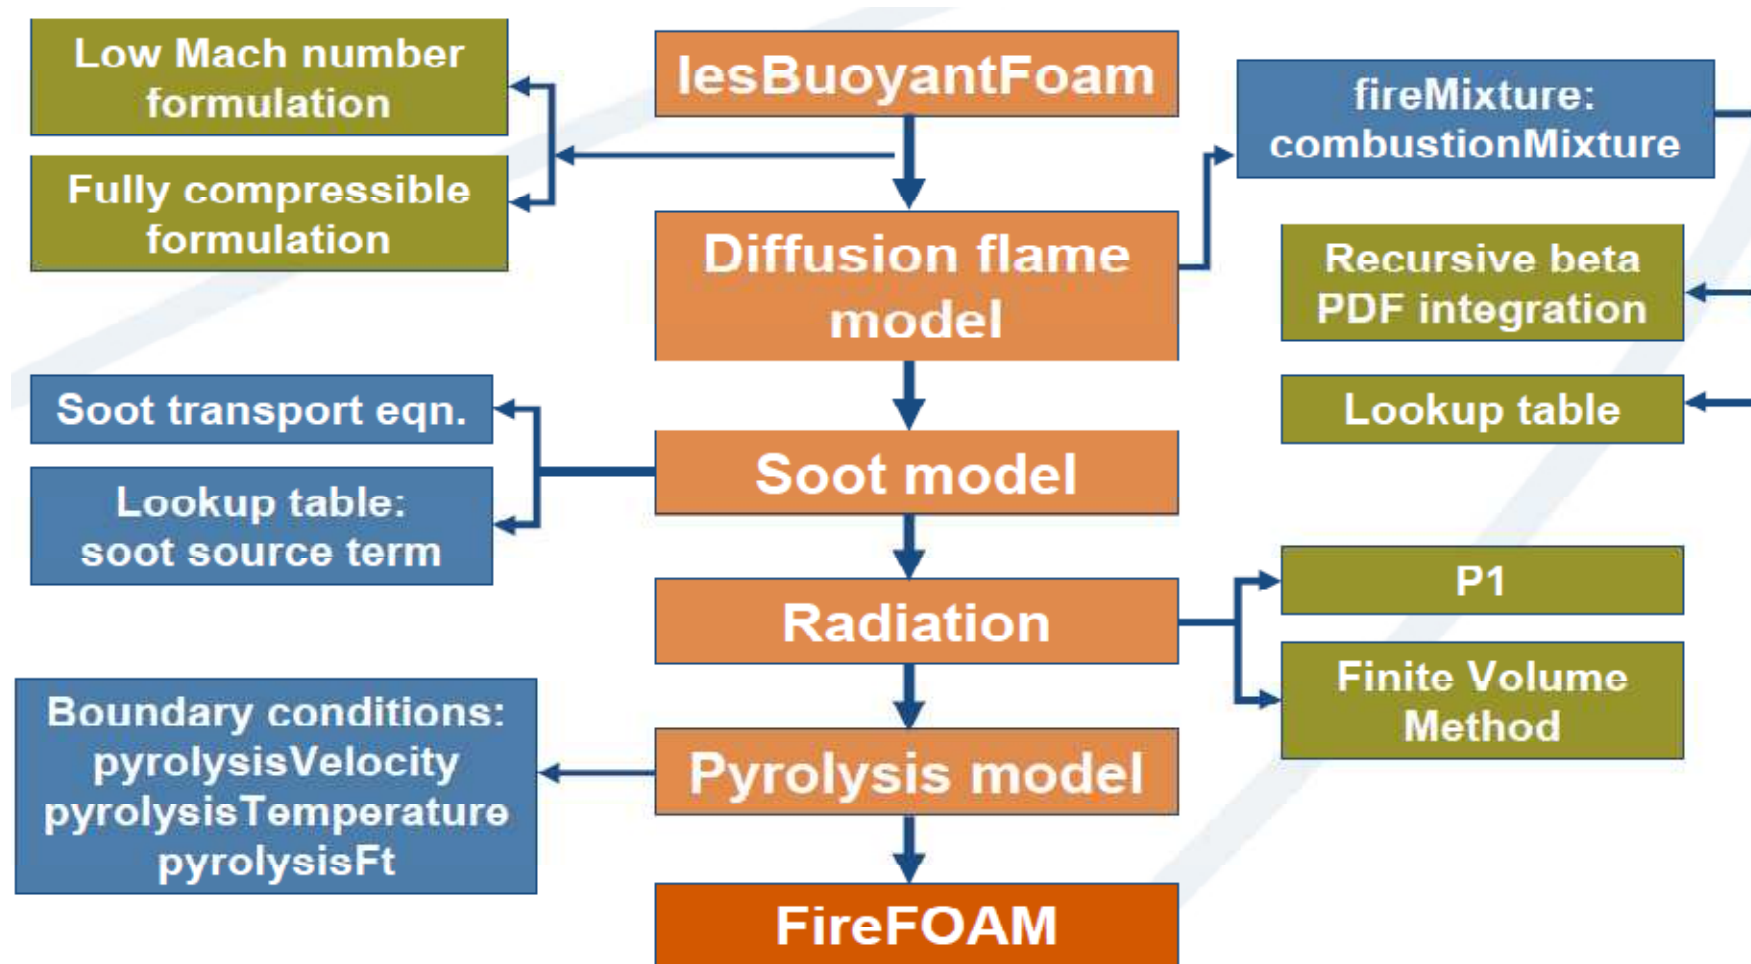 Low Mach number
formulation
lesBuoyantFoam
fireMixture:
combustionMixture
Fully compressible
formulation
Diffusion flame
model
Recursive beta
PDF integration
Soot transport eqn.
Lookup table
Soot model
Lookup table:
soot source term
P1
Radiation
Finite Volume
Method
Boundary conditions:
pyrolysisVelocity
pyrolysisTemperature
pyrolysisFt
Pyrolysis model
FireFOAM